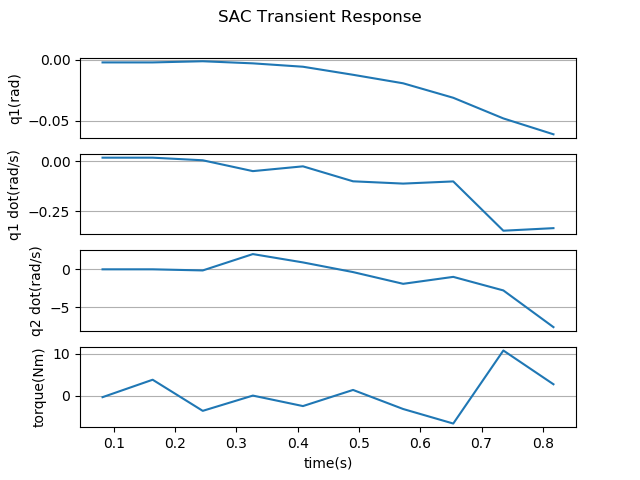 SAC Transient Response
q1(rad)
0.00
−0.05
q1 dot(rad/s)
0.00
−0.25
q2 dot(rad/s)
0
−5
torque(Nm)
10
0
0.1 0.2 0.3 0.4 0.5 0.6 0.7 0.8
time(s)